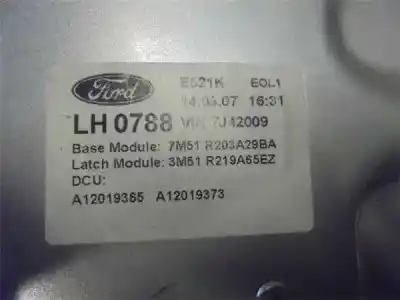 Ford
E521K EOL1
14.03.07 16:31
LH 0788 VIN 7J42009
Base Module: 7M51 R203A29BA
Latch Module: 3M51 R219A65EZ
DCU:
A12019365 A12019373